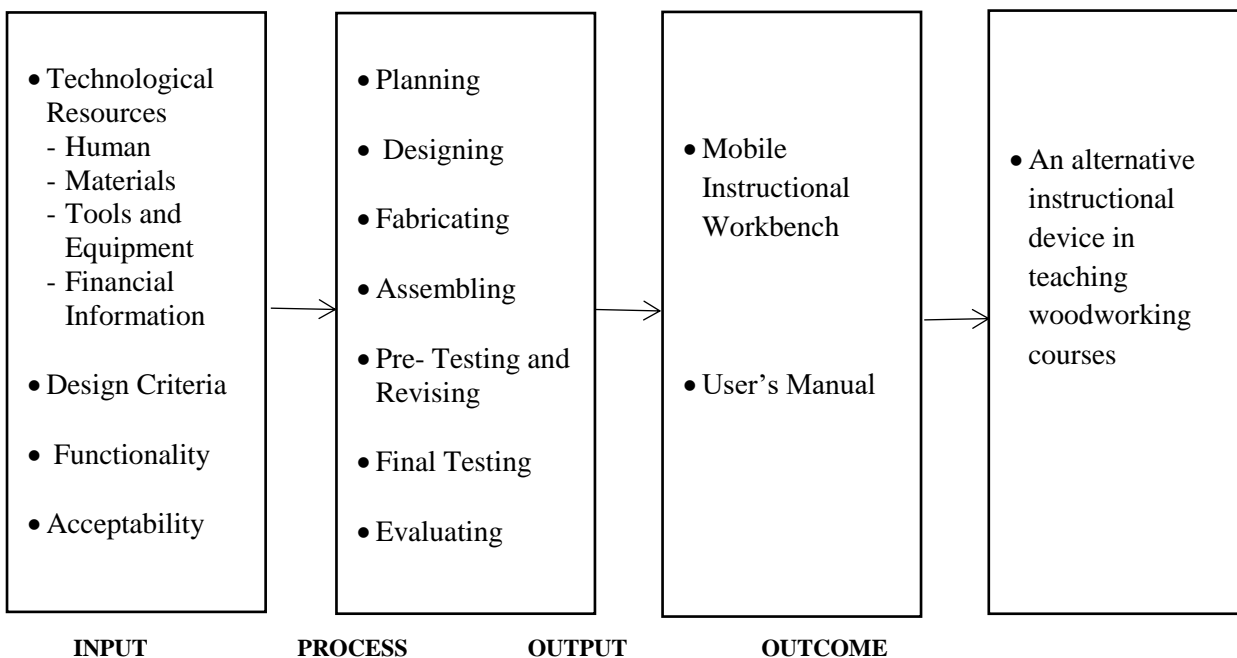 • Technological
Resources
- Human
- Materials
- Tools and
Equipment
- Financial
Information
• Design Criteria
• Functionality
• Acceptability
• Planning
• Designing
• Fabricating
• Assembling
• Pre- Testing and
Revising
• Final Testing
• Evaluating
• Mobile
Instructional
Workbench
• User’s Manual
• An alternative
instructional
device in
teaching
woodworking
courses
INPUT PROCESS OUTPUT OUTCOME